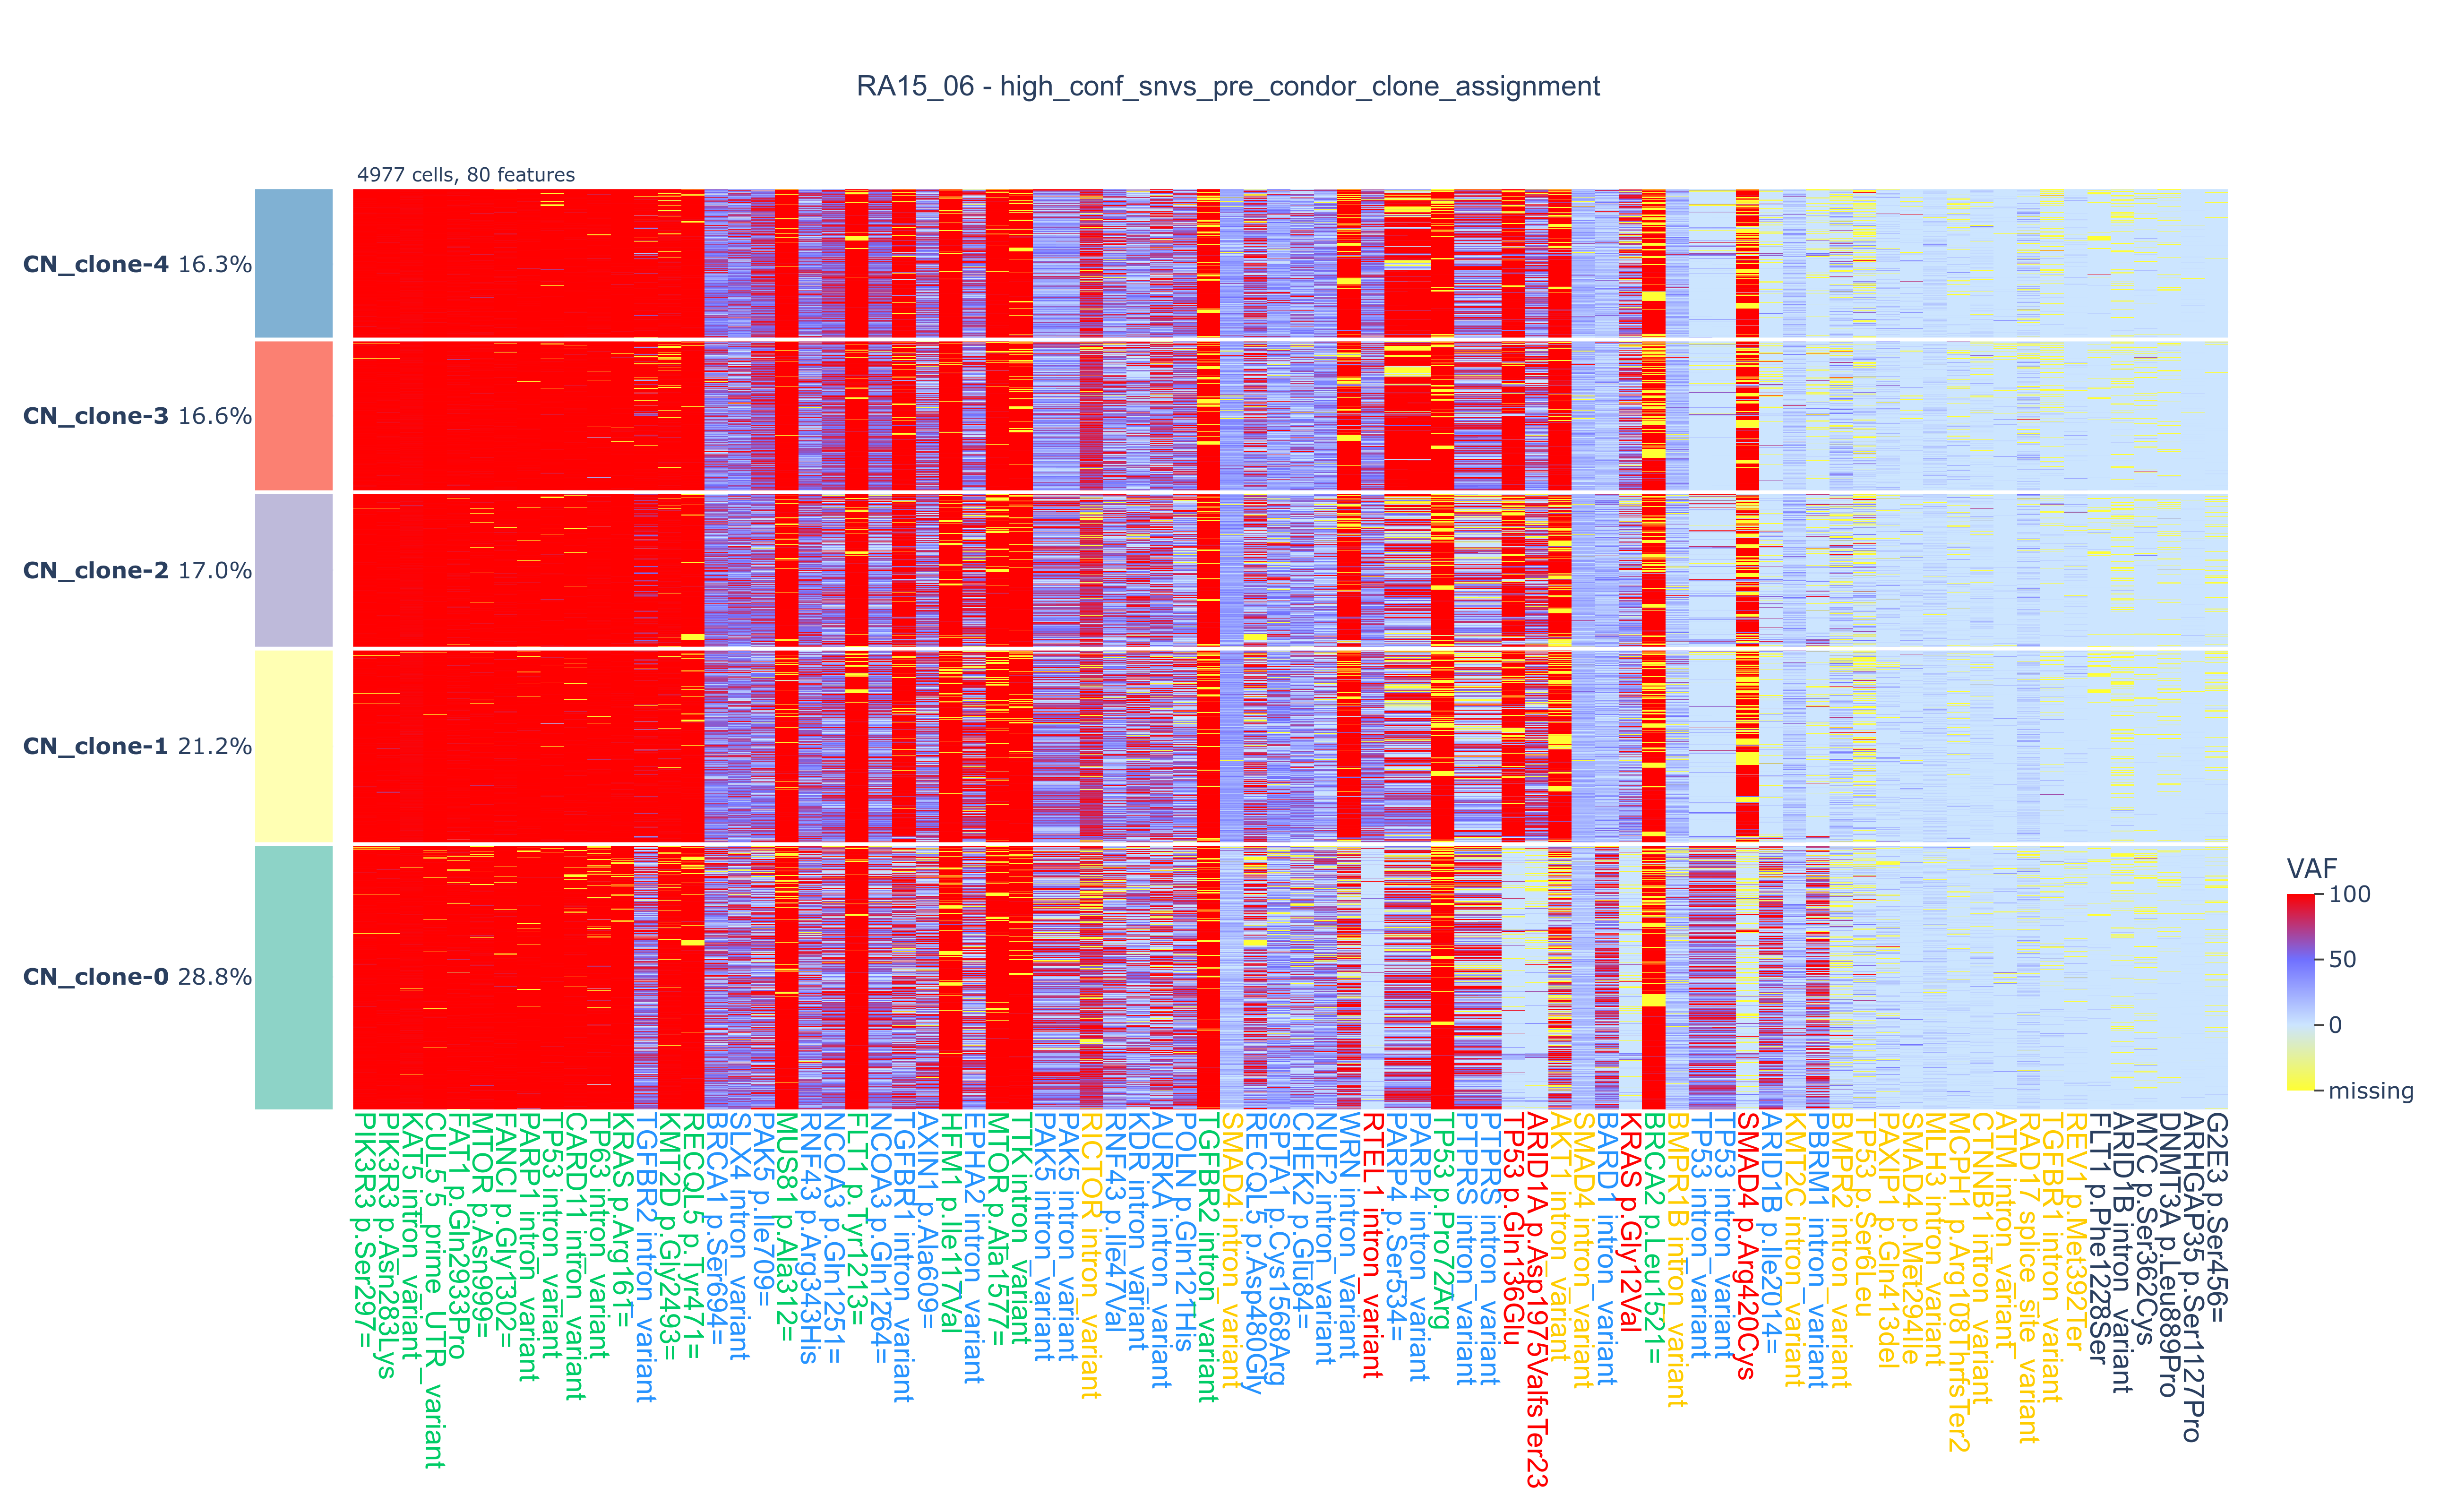 RA15_06 - high_conf_snvs_pre_condor_clone_assignment
4977 cells, 80 features
CN_clone-4 16.3%
CN_clone-3 16.6%
CN_clone-2 17.0%
CN_clone-1 21.2%
CN_clone-0 28.8%
VAF
100
50
0
missing
PIK3R3 p.Ser297=
PIK3R3 p.Asn283Lys
KAT5 intron_variant
CUL5 5_prime_UTR_variant
FAT1 p.Gln2933Pro
MTOR p.Asn999=
FANCI p.Gly1302=
PARP1 intron_variant
TP53 intron_variant
CARD11 intron_variant
TP63 intron_variant
KRAS p.Arg161=
TGFBR2 intron_variant
KMT2D p.Gly2493=
RECQL5 p.Tyr471=
BRCA1 p.Ser694=
SLX4 intron_variant
PAK5 p.Ile709=
MUS81 p.Ala312=
RNF43 p.Arg343His
NCOA3 p.Gln1251=
FLT1 p.Tyr1213=
NCOA3 p.Gln1264=
TGFBR1 intron_variant
AXIN1 p.Ala609=
HFM1 p.Ile117Val
EPHA2 intron_variant
MTOR p.Ala1577=
TTK intron_variant
PAK5 intron_variant
PAK5 intron_variant
RICTOR intron_variant
RNF43 p.Ile47Val
KDR intron_variant
AURKA intron_variant
POLN p.Gln121His
TGFBR2 intron_variant
SMAD4 intron_variant
RECQL5 p.Asp480Gly
SPTA1 p.Cys1568Arg
CHEK2 p.Glu84=
NUF2 intron_variant
WRN intron_variant
RTEL1 intron_variant
PARP4 p.Ser534=
PARP4 intron_variant
TP53 p.Pro72Arg
PTPRS intron_variant
PTPRS intron_variant
TP53 p.Gln136Glu
ARID1A p.Asp1975ValfsTer23
AKT1 intron_variant
SMAD4 intron_variant
BARD1 intron_variant
KRAS p.Gly12Val
BRCA2 p.Leu1521=
BMPR1B intron_variant
TP53 intron_variant
TP53 intron_variant
SMAD4 p.Arg420Cys
ARID1B p.Ile2014=
KMT2C intron_variant
PBRM1 intron_variant
BMPR2 intron_variant
TP53 p.Ser6Leu
PAXIP1 p.Gln413del
SMAD4 p.Met294Ile
MLH3 intron_variant
MCPH1 p.Arg108ThrfsTer2
CTNNB1 intron_variant
ATM intron_variant
RAD17 splice_site_variant
TGFBR1 intron_variant
REV1 p.Met392Ter
FLT1 p.Phe1228Ser
ARID1B intron_variant
MYC p.Ser362Cys
DNMT3A p.Leu889Pro
ARHGAP35 p.Ser1127Pro
G2E3 p.Ser456=